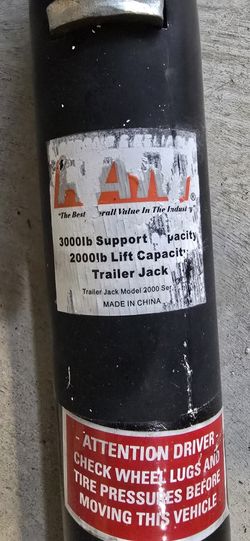 "The Best Overall Value In The Industry"
3000lb Support Capacity
2000lb Lift Capacity
Trailer Jack
Trailer Jack Model 2000 Ser
MADE IN CHINA
- ATTENTION DRIVER -
CHECK WHEEL LUGS AND
TIRE PRESSURES BEFORE
MOVING THIS VEHICLE